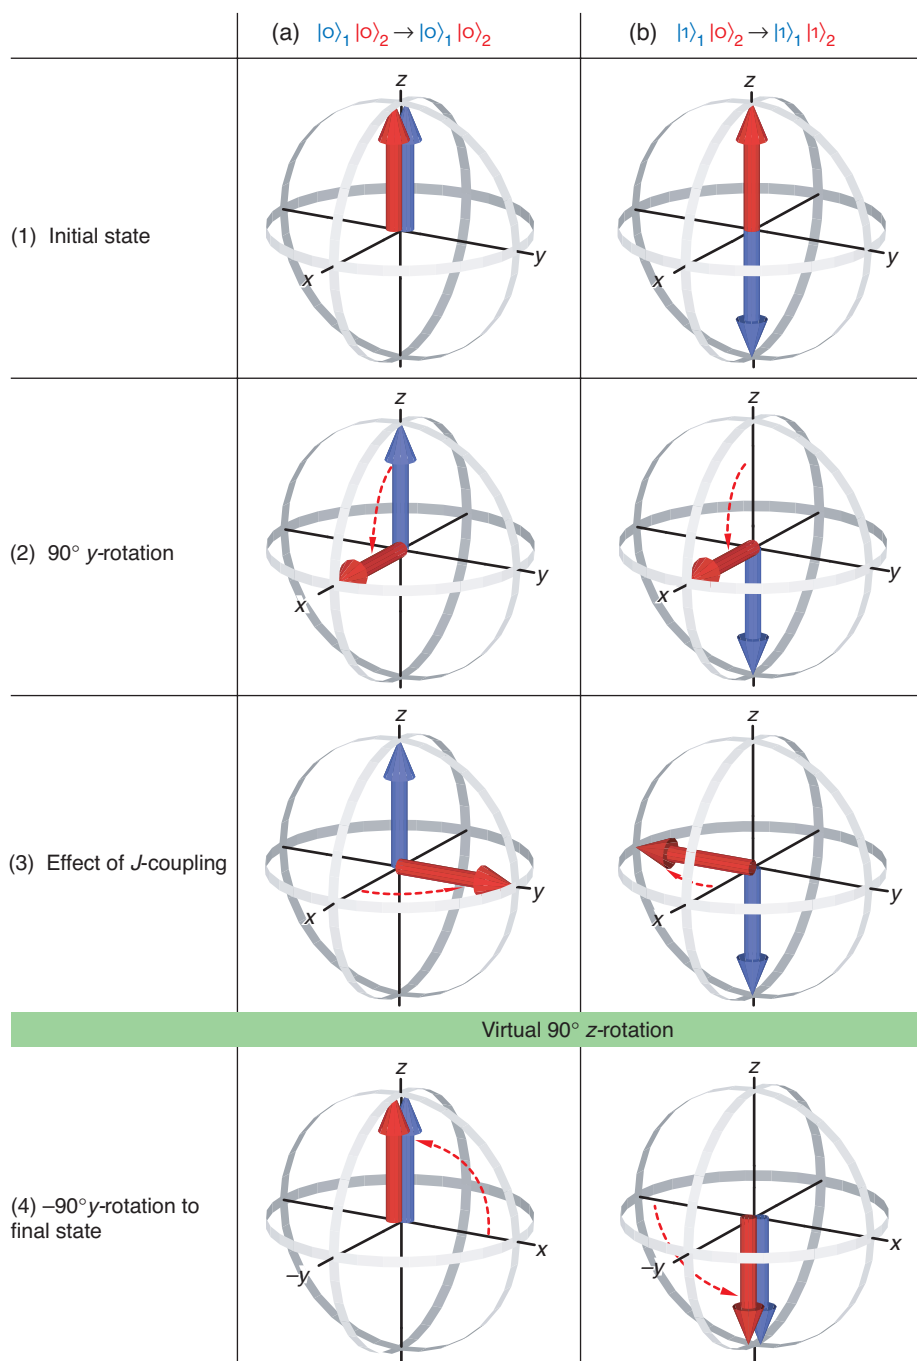 (a) |0⟩₁ |0⟩₂ → |0⟩₁ |0⟩₂
(b) |1⟩₁ |0⟩₂ → |1⟩₁ |1⟩₂
(1) Initial state
z
y
x
z
y
x
(2) 90° y-rotation
z
y
x
z
y
x
(3) Effect of J-coupling
z
y
x
z
y
x
Virtual 90° z-rotation
(4) –90°y-rotation to
final state
z
x
–y
z
x
–y